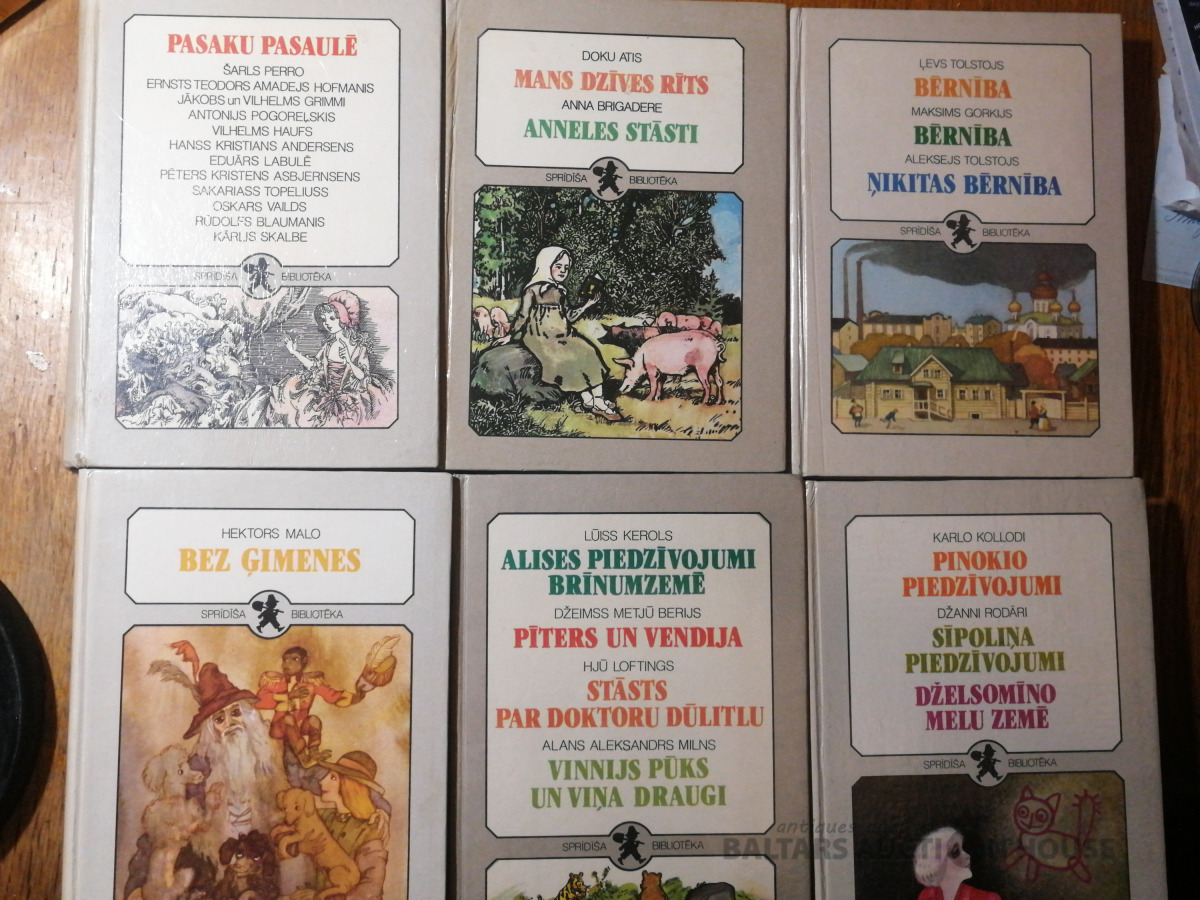 PASAKU PASAULĒ
ŠARLS PERRO
ERNSTS TEODORS AMADEJS HOFMANIS
JĀKOBS un VILHELMS GRIMMI
ANTONIJS POGOREĻSKIS
VILHELMS HAUFS
HANSS KRISTIANS ANDERSENS
EDUĀRS LABULĒ
PĒTERS KRISTENS ASBJERNSENS
SAKARIASS TOPELIUSS
OSKARS VAILDS
RŪDOLFS BLAUMANIS
KĀRLIS SKALBE
SPRĪDĪŠA BIBLIOTĒKA
DOKU ATIS
MANS DZĪVES RĪTS
ANNA BRIGADERE
ANNELES STĀSTI
SPRĪDĪŠA BIBLIOTĒKA
ĻEVS TOLSTOJS
BĒRNĪBA
MAKSIMS GORKIJS
BĒRNĪBA
ALEKSEJS TOLSTOJS
ŅIKITAS BĒRNĪBA
SPRĪDĪŠA BIBLIOTĒKA
HEKTORS MALO
BEZ ĢIMENES
SPRĪDĪŠA BIBLIOTĒKA
LŪISS KEROLS
ALISES PIEDZĪVOJUMI
BRĪNUMZEMĒ
DŽEIMSS METJŪ BERIJS
PĪTERS UN VENDIJA
HJŪ LOFTINGS
STĀSTS
PAR DOKTORU DŪLITLU
ALANS ALEKSANDRS MILNS
VINNIJS PŪKS
UN VIŅA DRAUGI
SPRĪDĪŠA BIBLIOTĒKA
KARLO KOLLODI
PINOKIO
PIEDZĪVOJUMI
DŽANNI RODĀRI
SĪPOLIŅA
PIEDZĪVOJUMI
DŽELSOMĪNO
MELU ZEMĒ
SPRĪDĪŠA BIBLIOTĒKA
antiques
BALTARS AUCTION HOUSE